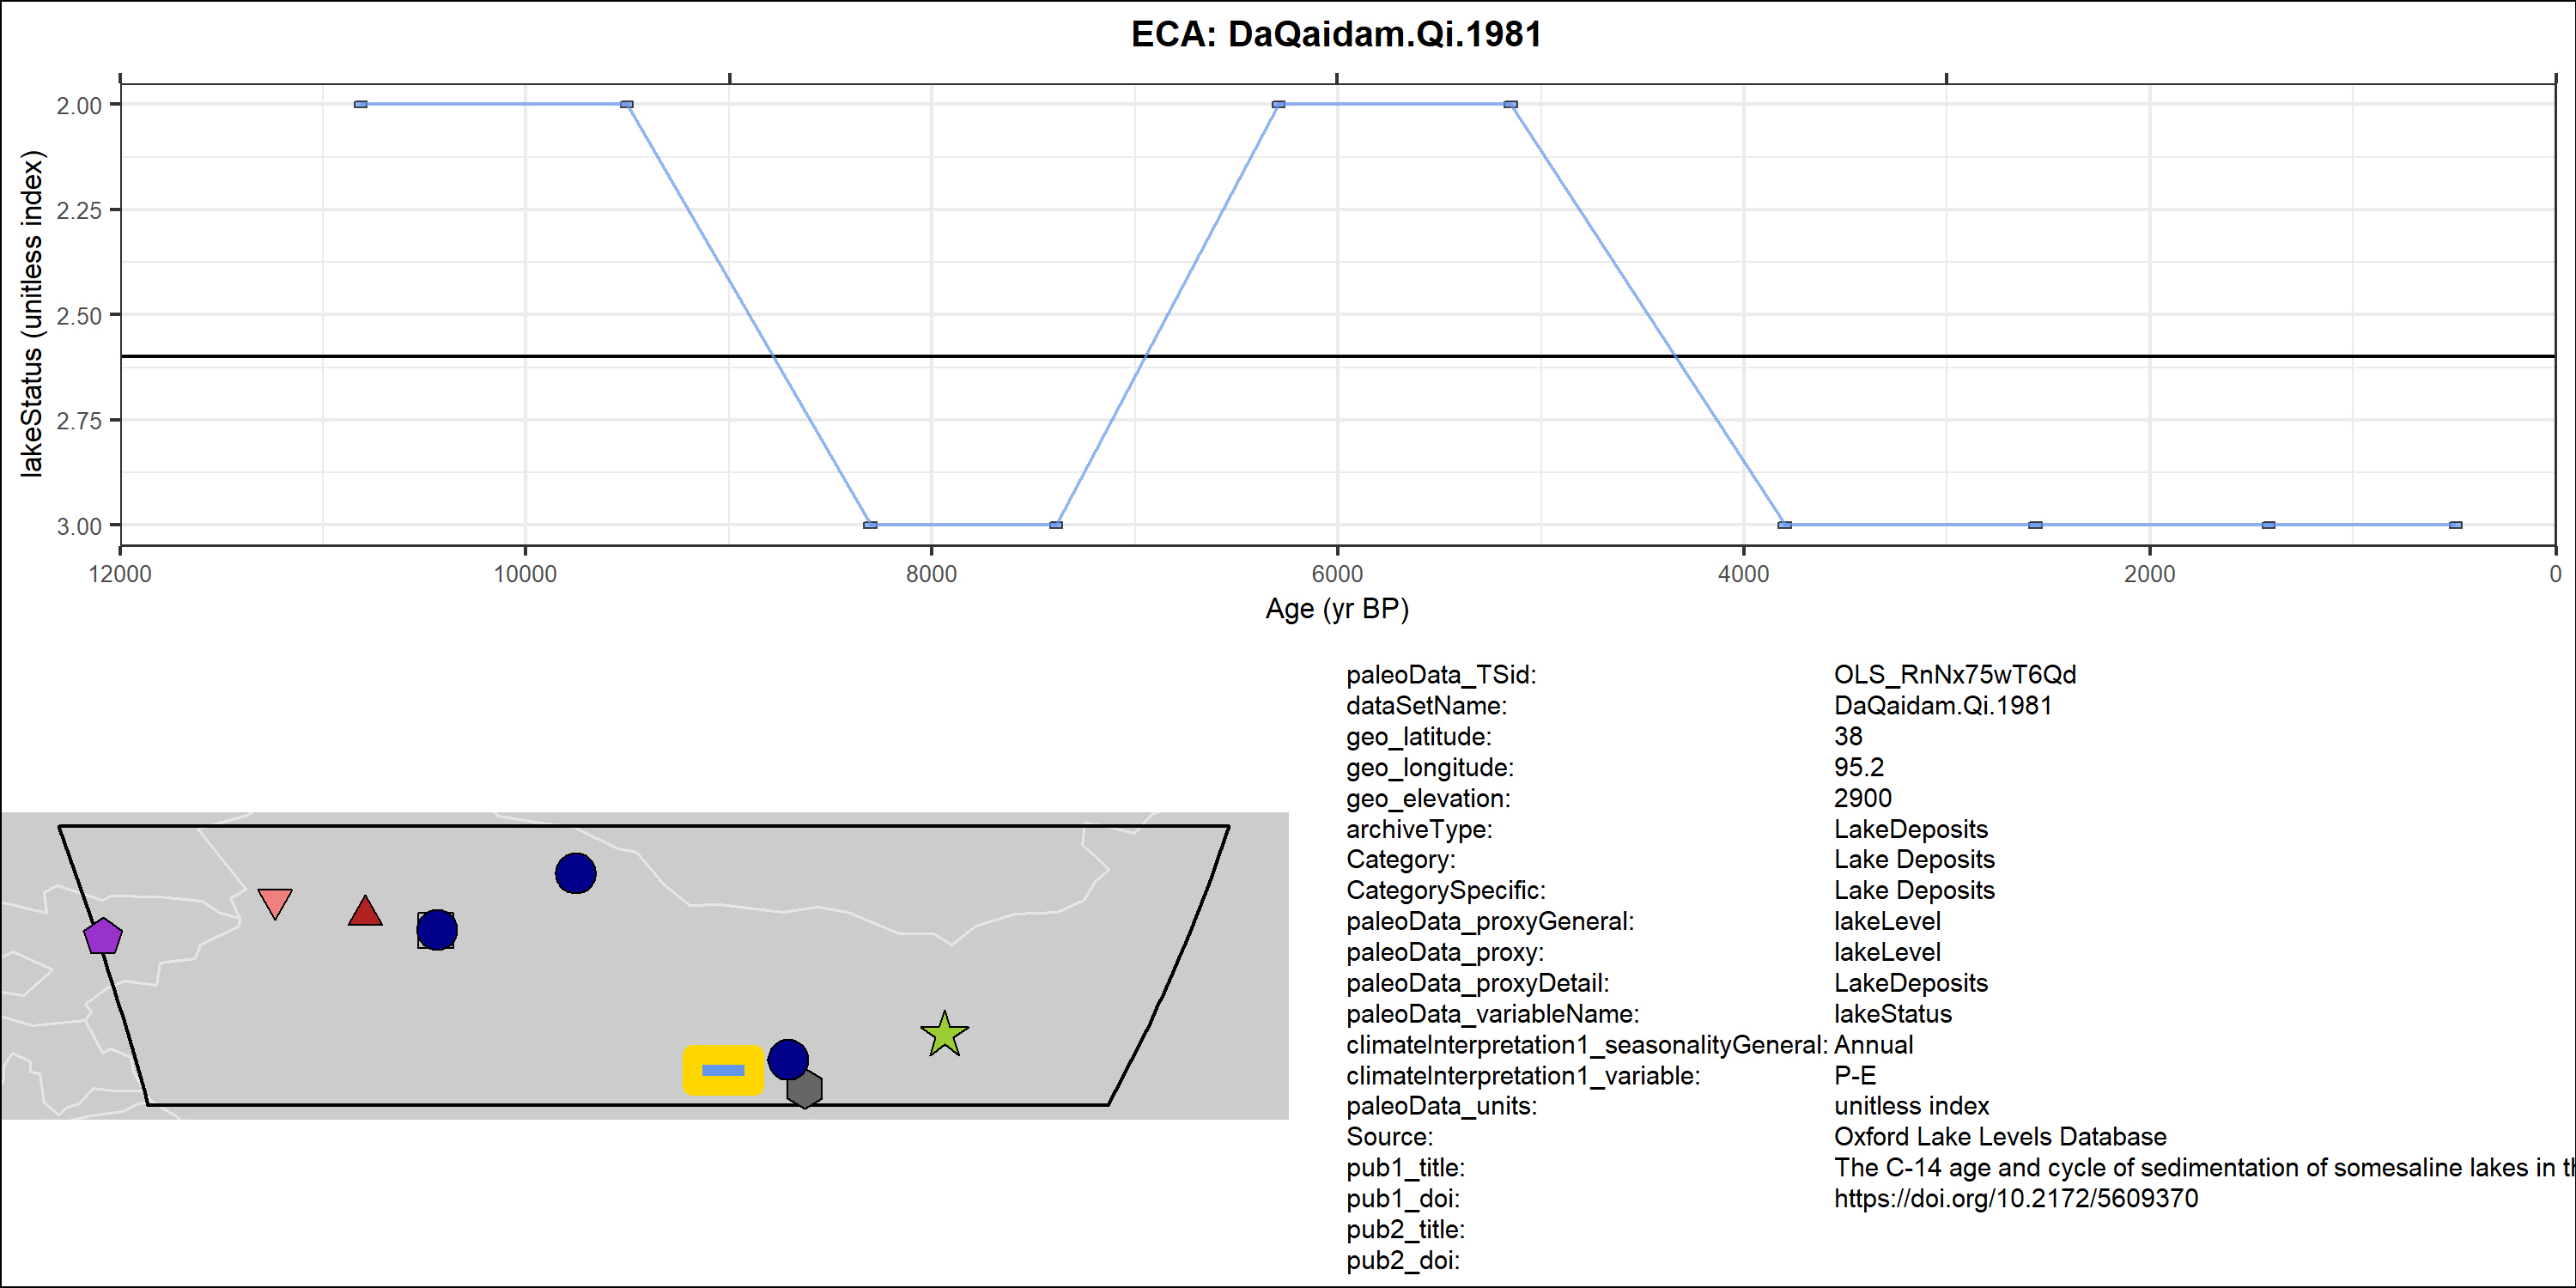 ECA: DaQaidam.Qi.1981
lakeStatus (unitless index)
2.00
2.25
2.50
2.75
3.00
12000 10000 8000 6000 4000 2000 0
Age (yr BP)
paleoData_TSid: OLS_RnNx75wT6Qd
dataSetName: DaQaidam.Qi.1981
geo_latitude: 38
geo_longitude: 95.2
geo_elevation: 2900
archiveType: LakeDeposits
Category: Lake Deposits
CategorySpecific: Lake Deposits
paleoData_proxyGeneral: lakeLevel
paleoData_proxy: lakeLevel
paleoData_proxyDetail: LakeDeposits
paleoData_variableName: lakeStatus
climateInterpretation1_seasonalityGeneral: Annual
climateInterpretation1_variable: P-E
paleoData_units: unitless index
Source: Oxford Lake Levels Database
pub1_title: The C-14 age and cycle of sedimentation of somesaline lakes in
pub1_doi: https://doi.org/10.2172/5609370
pub2_title:
pub2_doi: